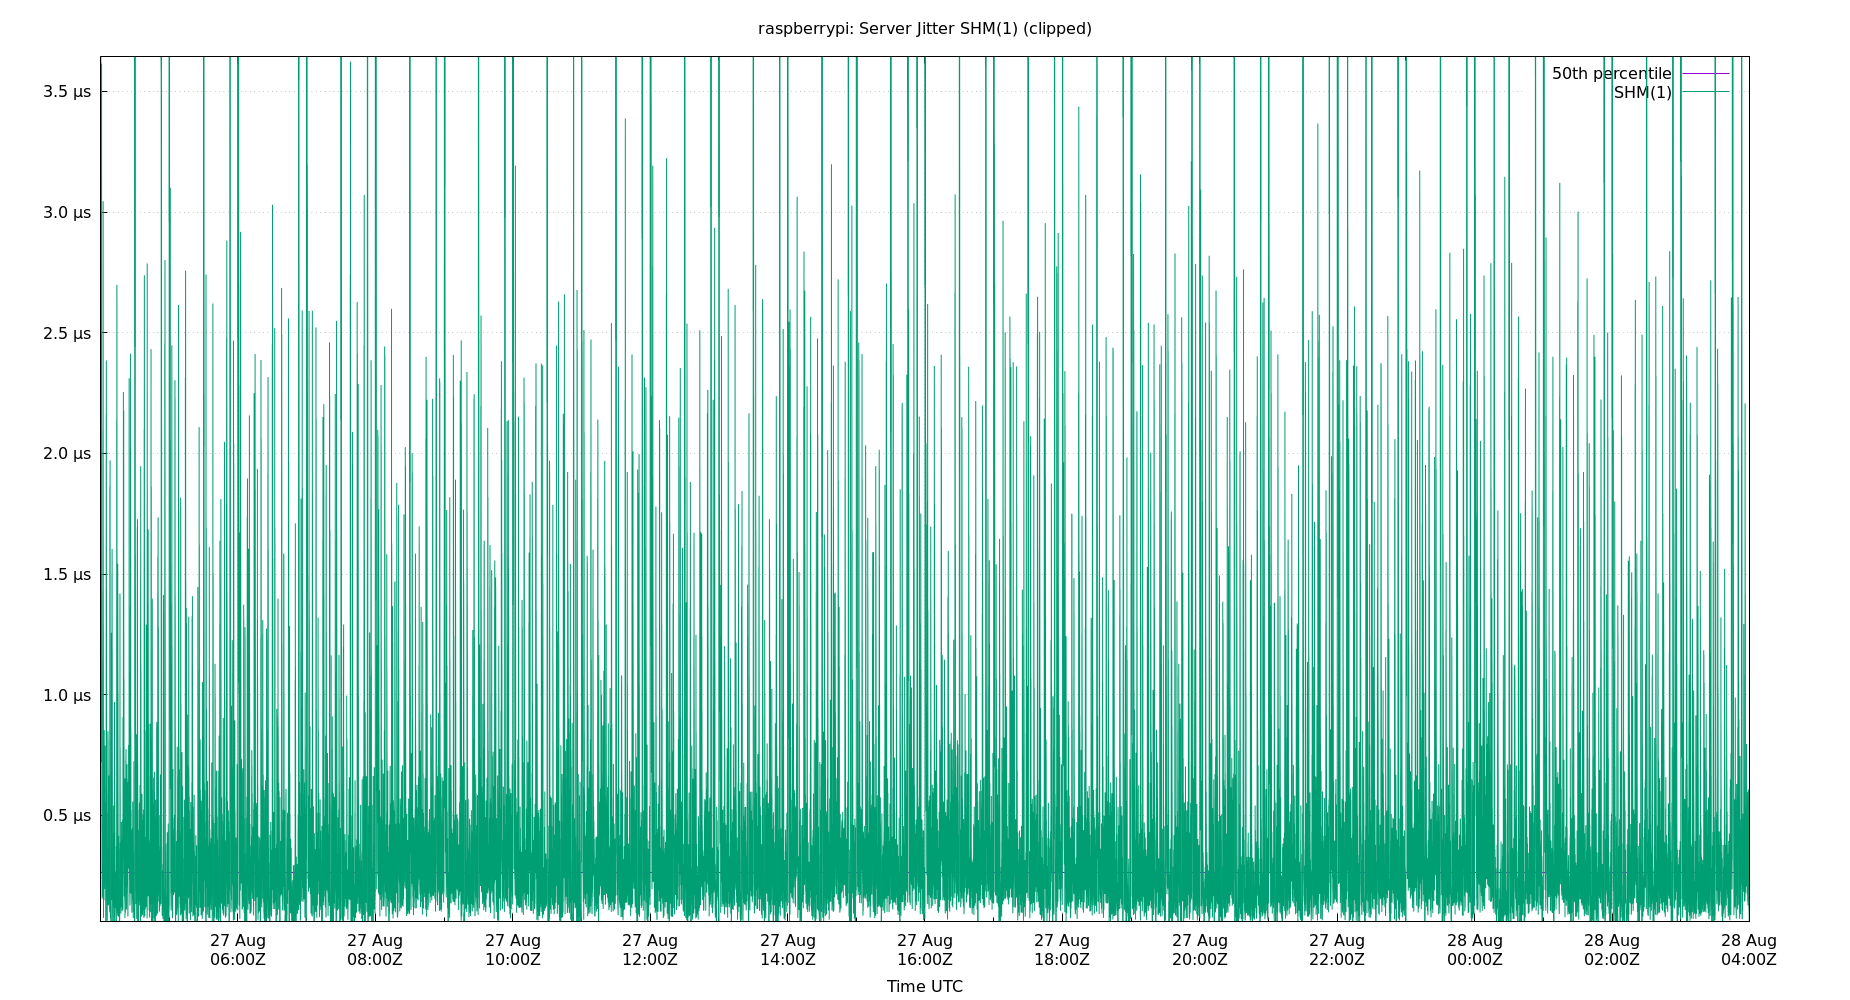 raspberrypi: Server Jitter SHM(1) (clipped)
50th percentile
SHM(1)
3.5 µs
3.0 µs
2.5 µs
2.0 µs
1.5 µs
1.0 µs
0.5 µs
27 Aug 27 Aug 27 Aug 27 Aug 27 Aug 27 Aug 27 Aug 27 Aug 27 Aug 28 Aug 28 Aug 28 Aug
06:00Z 08:00Z 10:00Z 12:00Z 14:00Z 16:00Z 18:00Z 20:00Z 22:00Z 00:00Z 02:00Z 04:00Z
Time UTC